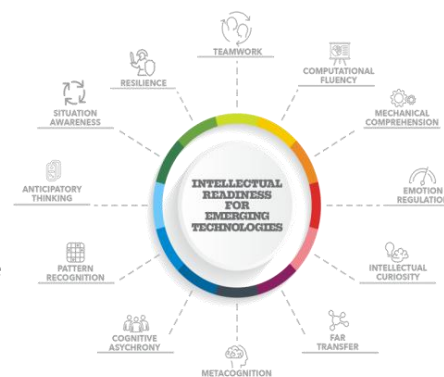 TEAMWORK
RESILIENCE
COMPUTATIONAL
FLUENCY
SITUATION
AWARENESS
MECHANICAL
COMPREHENSION
ANTICIPATORY
THINKING
INTELLECTUAL
READINESS
FOR
EMERGING
TECHNOLOGIES
EMOTION
REGULATI
PATTERN
RECOGNITION
INTELLECTUAL
CURIOSITY
COGNITIVE
ASYCHRONY
FAR
TRANSFER
METACOGNITION